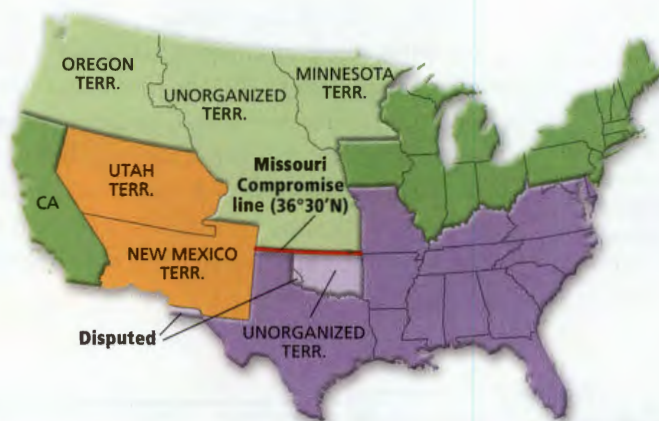 OREGON
TERR.
UNORGANIZED
TERR.
MINNESOTA
TERR.
UTAH
TERR.
Missouri
Compromise
line (36°30'N)
CA
NEW MEXICO
TERR.
Disputed
UNORGANIZED
TERR.